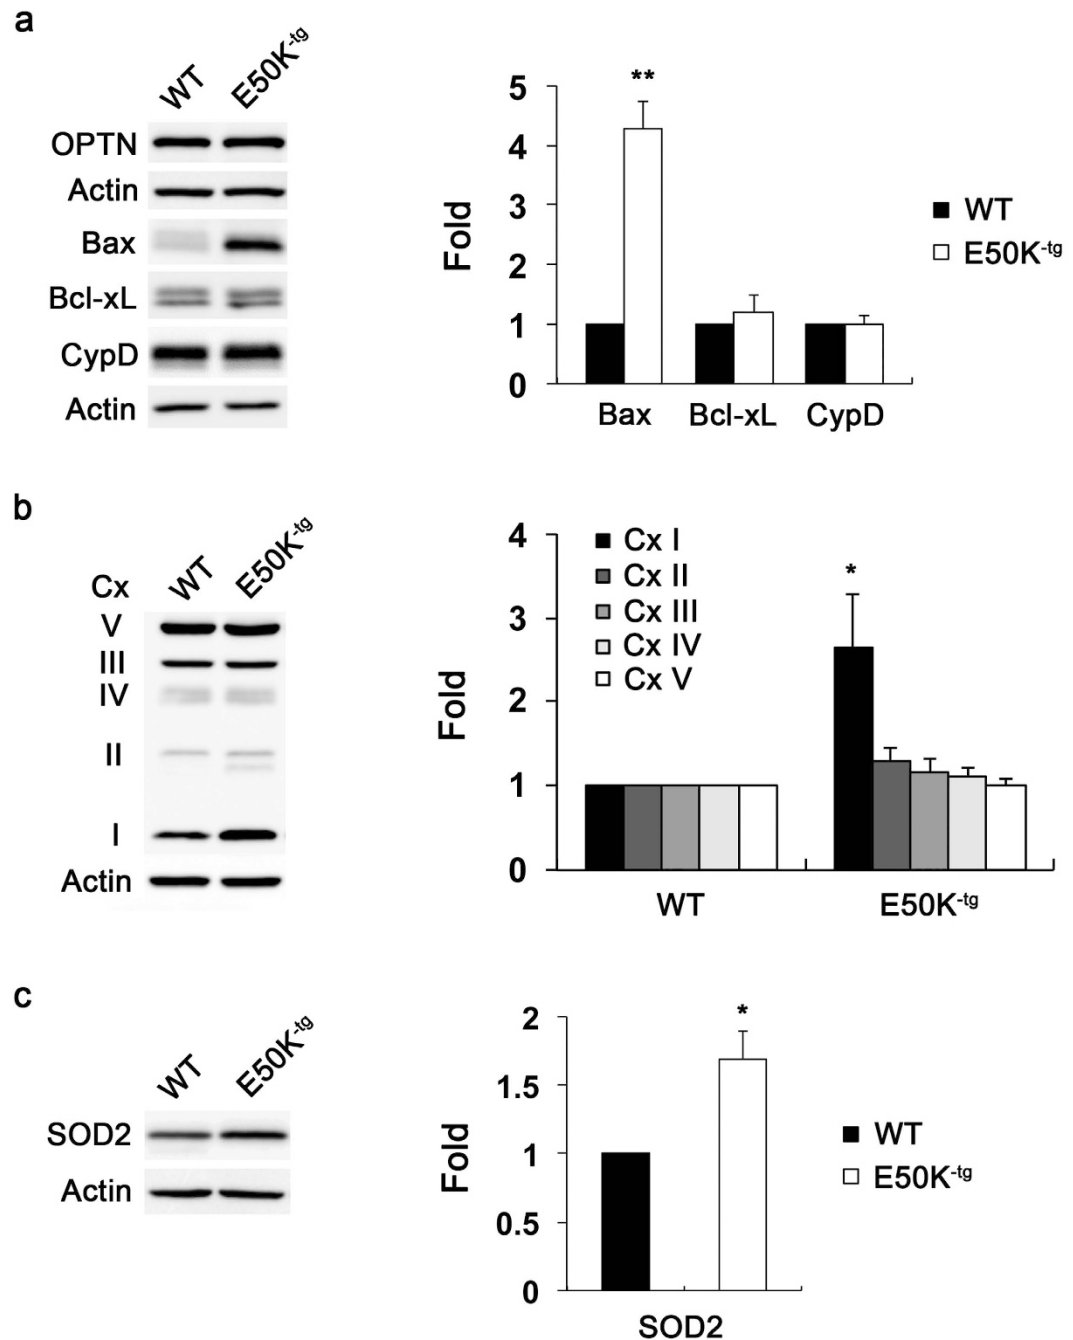 a
WT E50K-tg
OPTN
Actin
Bax
Bcl-xL
CypD
Actin
**
5
4
3
2
1
0
Fold
Bax Bcl-xL CypD
WT
E50K-tg
b
Cx WT E50K-tg
V
III
IV
II
I
Actin
4
3
2
1
0
Fold
Cx I
Cx II
Cx III
Cx IV
Cx V
*
WT E50K-tg
c
WT E50K-tg
SOD2
Actin
2
1.5
1
0.5
0
Fold
*
SOD2
WT
E50K-tg